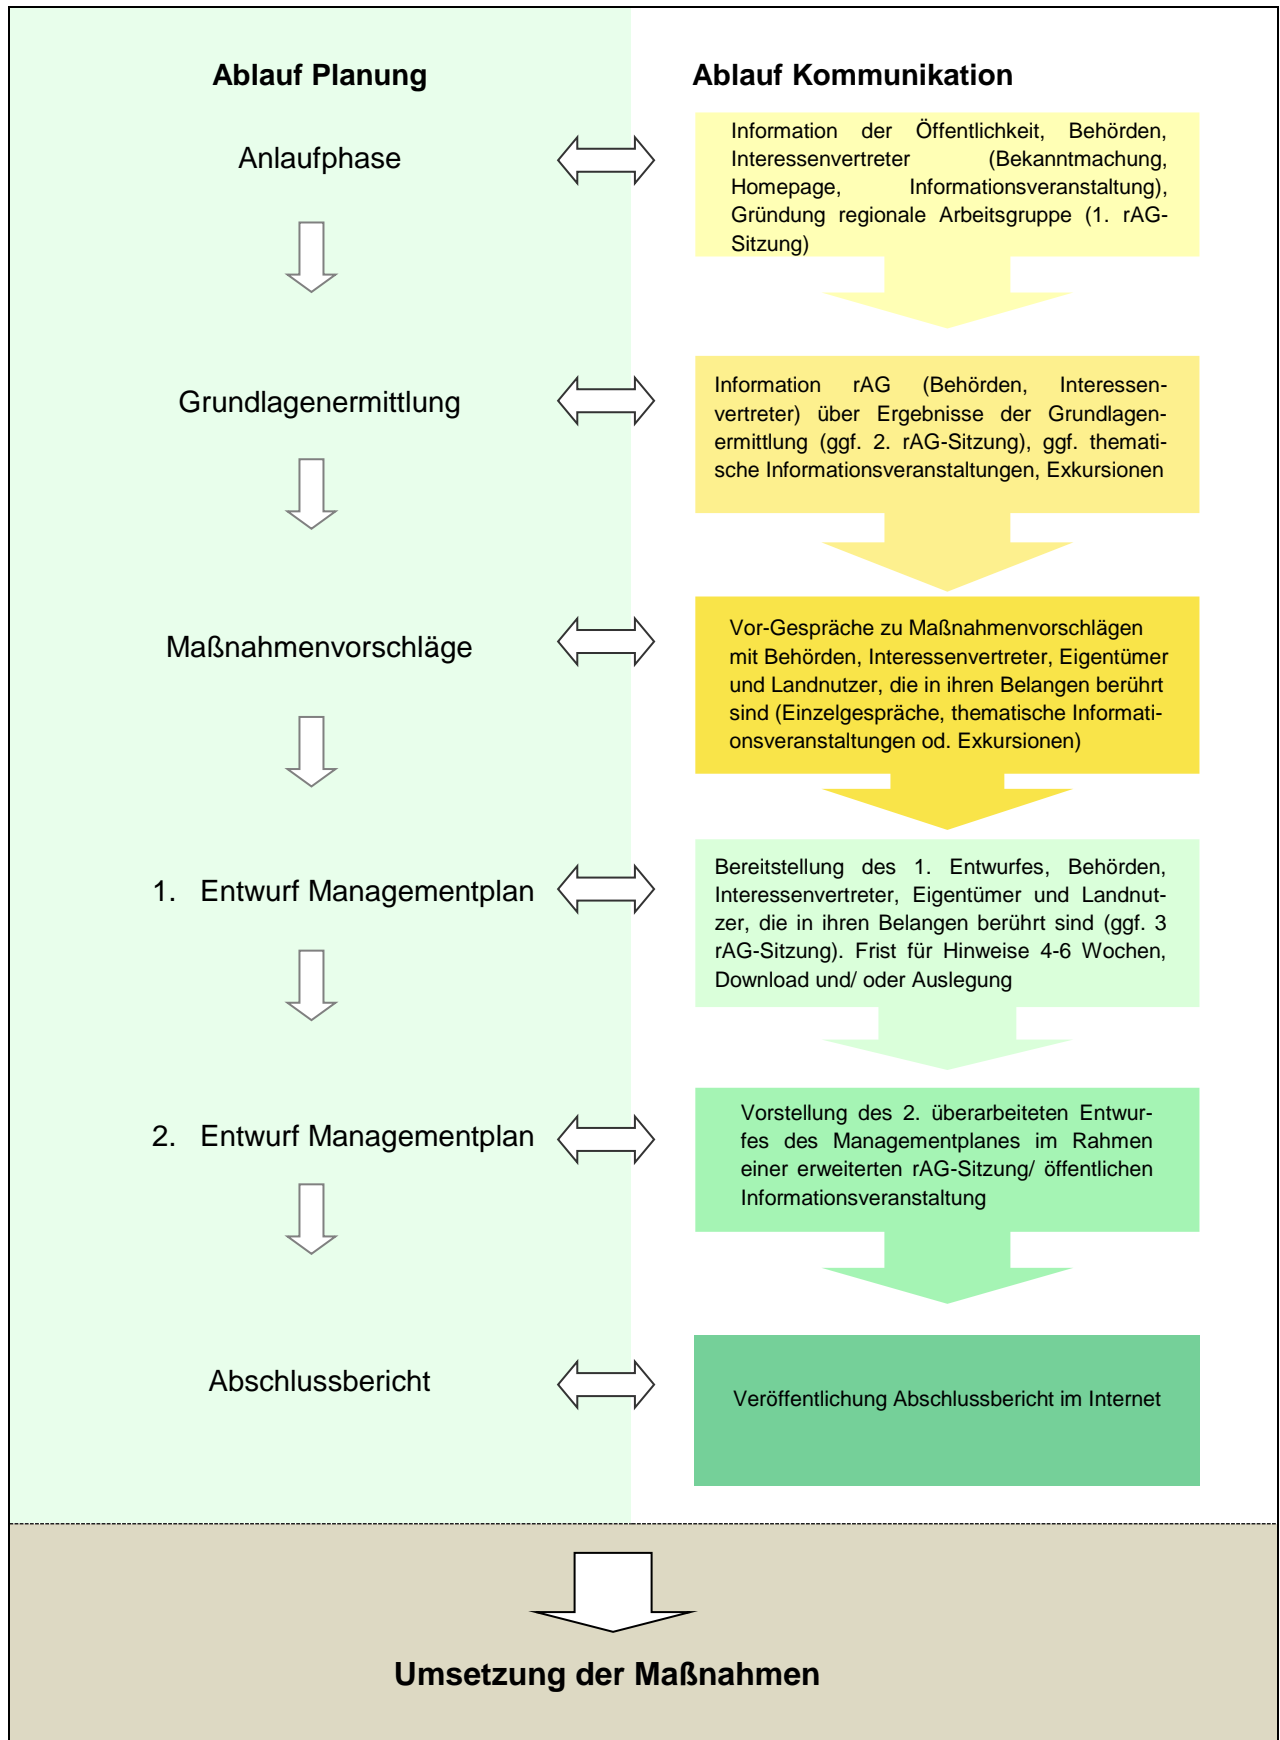 Ablauf Planung
Ablauf Kommunikation
Anlaufphase
Information der Öffentlichkeit, Behörden,
Interessenvertreter (Bekanntmachung,
Homepage, Informationsveranstaltung),
Gründung regionale Arbeitsgruppe (1. rAG-
Sitzung)
Grundlagenermittlung
Information rAG (Behörden, Interessen-
vertreter) über Ergebnisse der Grundlagen-
ermittlung (ggf. 2. rAG-Sitzung), ggf. themati-
sche Informationsveranstaltungen, Exkursionen
Maßnahmenvorschläge
Vor-Gespräche zu Maßnahmenvorschlägen
mit Behörden, Interessenvertreter, Eigentümer
und Landnutzer, die in ihren Belangen berührt
sind (Einzelgespräche, thematische Informati-
onsveranstaltungen od. Exkursionen)
1. Entwurf Managementplan
Bereitstellung des 1. Entwurfes, Behörden,
Interessenvertreter, Eigentümer und Landnut-
zer, die in ihren Belangen berührt sind (ggf. 3
rAG-Sitzung). Frist für Hinweise 4-6 Wochen,
Download und/ oder Auslegung
2. Entwurf Managementplan
Vorstellung des 2. überarbeiteten Entwur-
fes des Managementplanes im Rahmen
einer erweiterten rAG-Sitzung/ öffentlichen
Informationsveranstaltung
Abschlussbericht
Veröffentlichung Abschlussbericht im Internet
Umsetzung der Maßnahmen